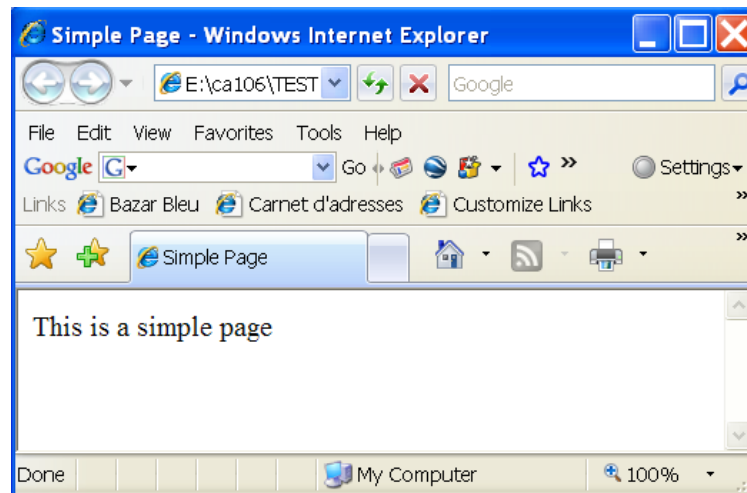 Simple Page - Windows Internet Explorer
E:\ca106\TEST Google
File Edit View Favorites Tools Help
Google G Go » Settings
Links Bazar Bleu Carnet d'adresses Customize Links »
Simple Page »
This is a simple page
Done My Computer 100%